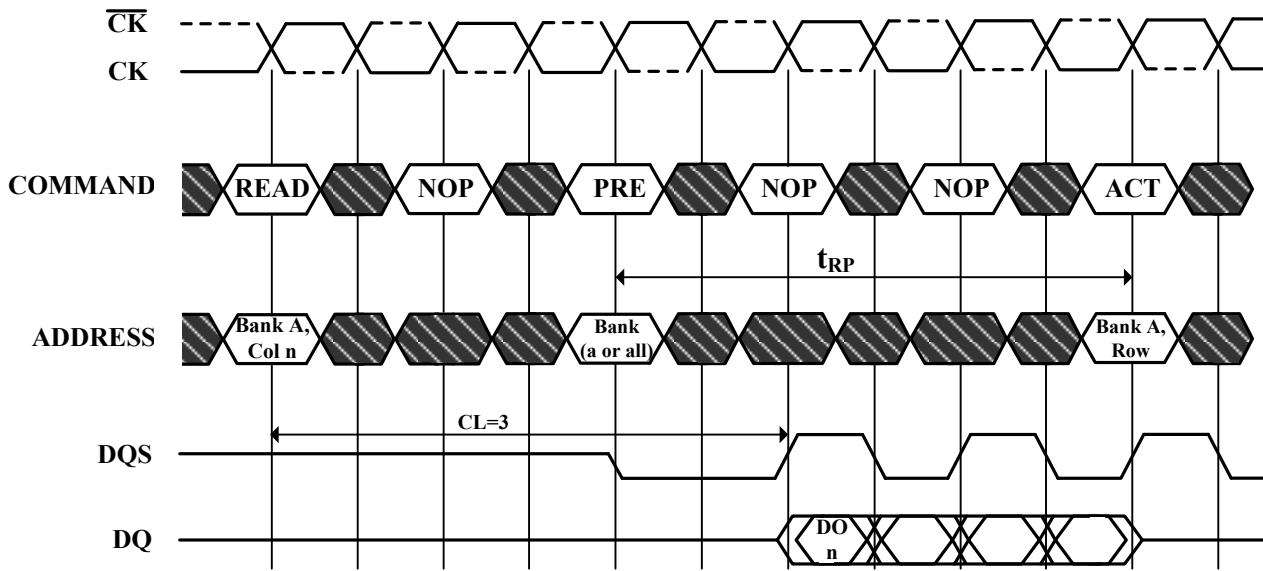 CK
CK
COMMAND
READ
NOP
PRE
NOP
NOP
ACT
tRP
ADDRESS
Bank A,
Col n
Bank
(a or all)
Bank A,
Row
CL=3
DQS
DQ
DO
n